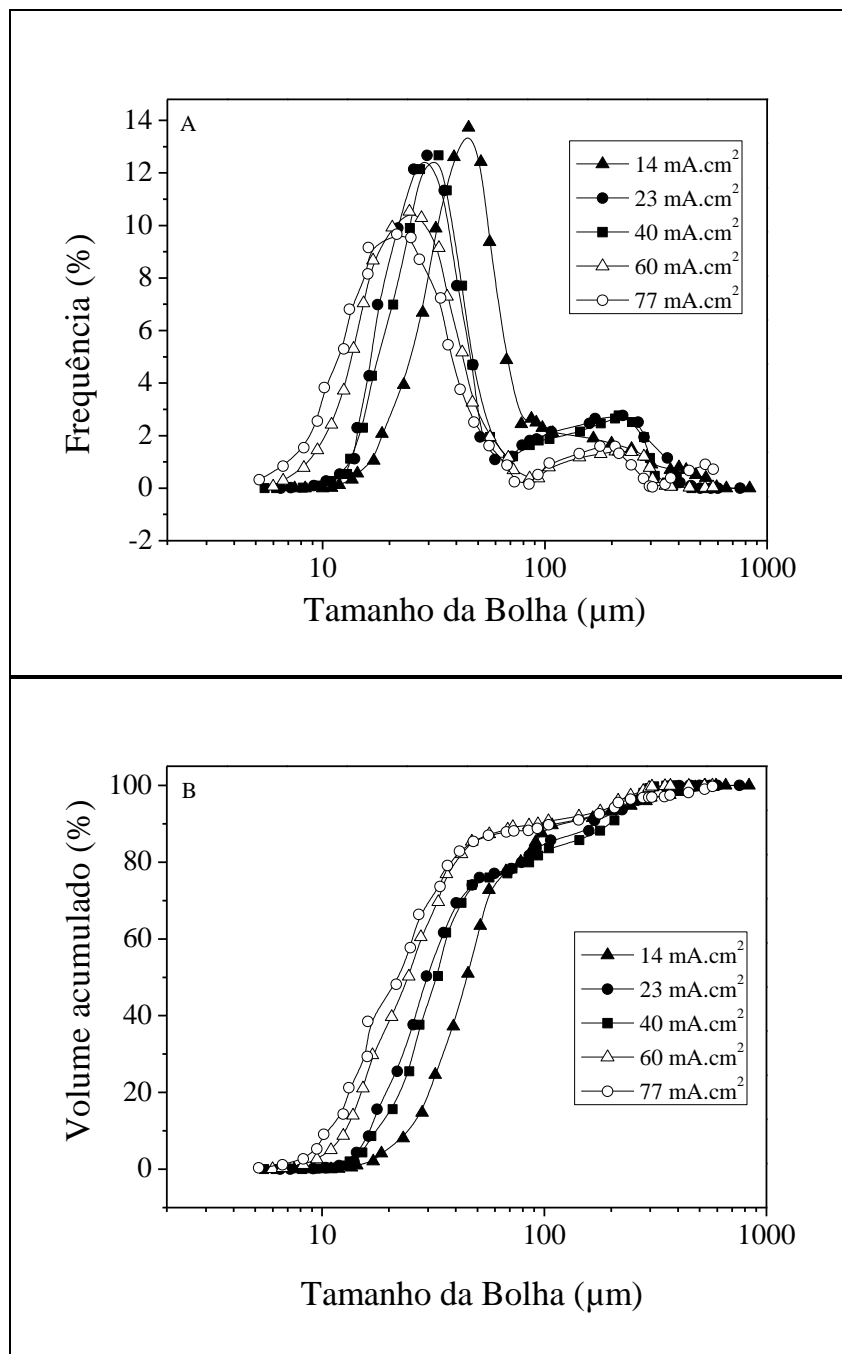 A
14
12
10
8
6
4
2
0
-2
Frequência (%)
14 mA.cm²
23 mA.cm²
40 mA.cm²
60 mA.cm²
77 mA.cm²
10 100 1000
Tamanho da Bolha (µm)
B
100
80
60
40
20
0
Volume acumulado (%)
14 mA.cm²
23 mA.cm²
40 mA.cm²
60 mA.cm²
77 mA.cm²
10 100 1000
Tamanho da Bolha (µm)